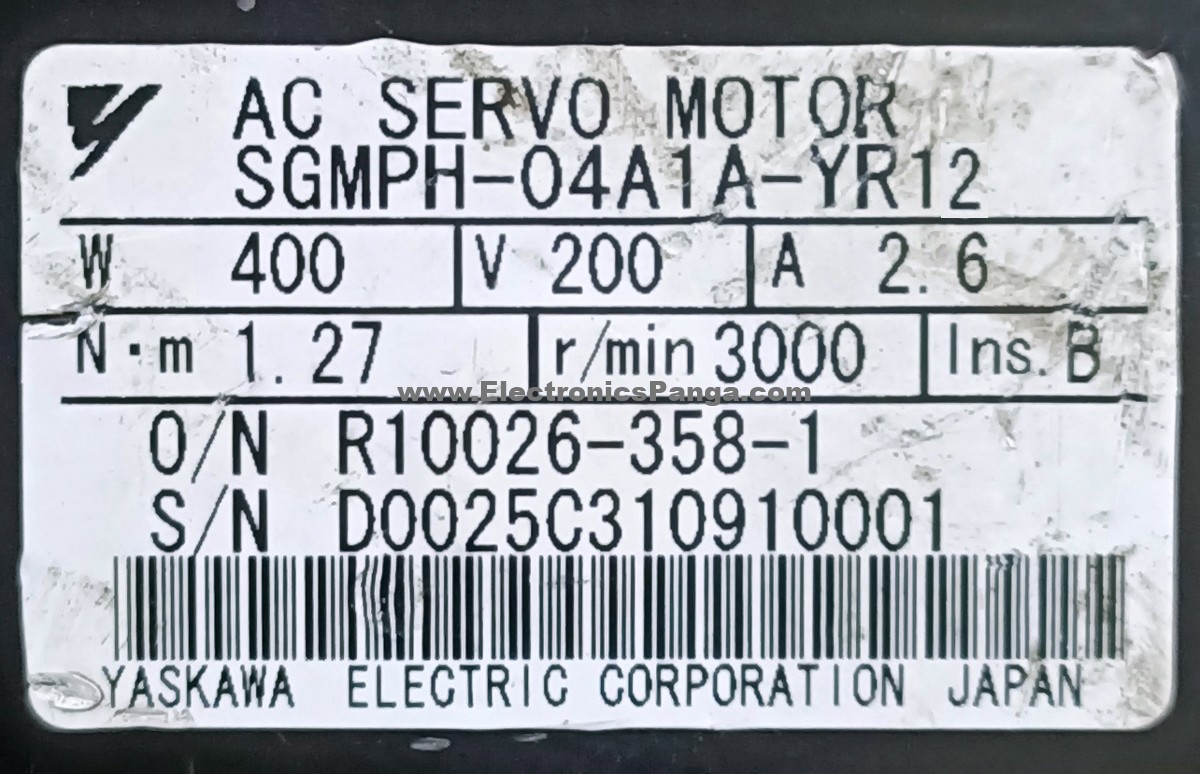 AC SERVO MOTOR
SGMPH-04A1A-YR12
W 400 V 200 A 2.6
N·m 1.27 r/min 3000 Ins. B
www.ElectronicsPanga.com
O/N R10026-358-1
S/N D0025C310910001
YASKAWA ELECTRIC CORPORATION JAPAN